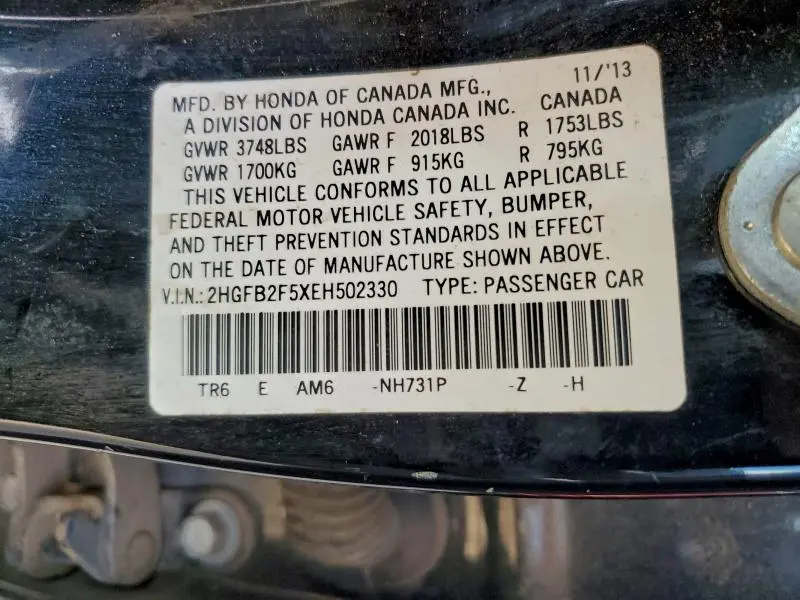 MFD. BY HONDA OF CANADA MFG., 11/'13
A DIVISION OF HONDA CANADA INC. CANADA
GVWR 3748LBS GAWR F 2018LBS R 1753LBS
GVWR 1700KG GAWR F 915KG R 795KG
THIS VEHICLE CONFORMS TO ALL APPLICABLE
FEDERAL MOTOR VEHICLE SAFETY, BUMPER,
AND THEFT PREVENTION STANDARDS IN EFFECT
ON THE DATE OF MANUFACTURE SHOWN ABOVE.
V.I.N.: 2HGFB2F5XEH502330 TYPE: PASSENGER CAR
TR6 E AM6 -NH731P -Z -H